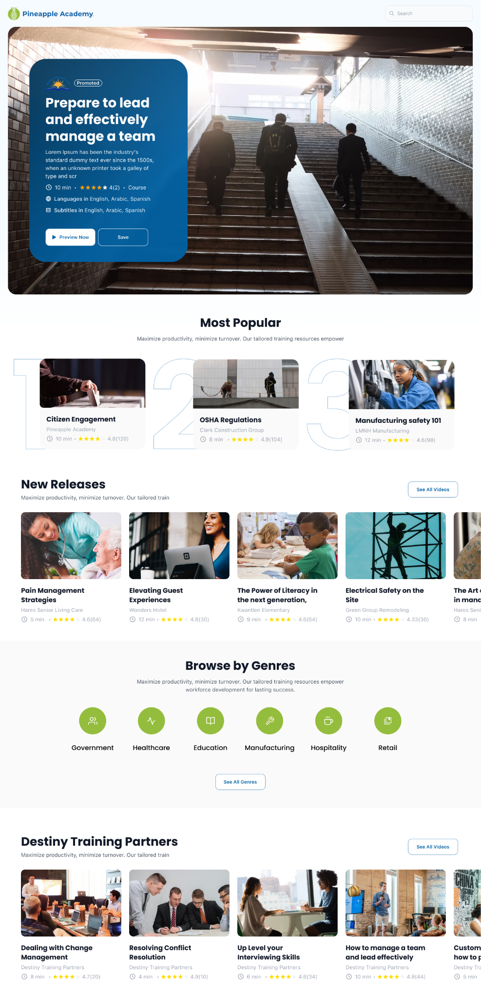 Pineapple Academy
Search
Promoted
Prepare to lead
and effectively
manage a team
Lorem Ipsum has been the industry's
standard dummy text ever since the 1500s,
when an unknown printer took a galley of
type and scr
10 min • 4(2) • Course
Languages in English, Arabic, Spanish
Subtitles in English, Arabic, Spanish
Preview Now
Save
Most Popular
Maximize productivity, minimize turnover. Our tailored training resources empower
1
Citizen Engagement
Pineapple Academy
10 min • 4.8(120)
2
OSHA Regulations
Clark Construction Group
8 min • 4.9(104)
3
Manufacturing safety 101
LMNH Manufacturing
12 min • 4.6(98)
New Releases
Maximize productivity, minimize turnover. Our tailored train
See All Videos
Pain Management
Strategies
Hares Senior Living Care
5 min • 4.6(64)
Elevating Guest
Experiences
Wonders Hotel
12 min • 4.8(30)
The Power of Literacy in
the next generation,
Kwantlen Elementary
9 min • 4.6(64)
Electrical Safety on the
Site
Green Group Remodeling
10 min • 4.33(30)
The Art
in mana
Hares Seni
8 min
Browse by Genres
Maximize productivity, minimize turnover. Our tailored training resources empower
workforce development for lasting success.
Government
Healthcare
Education
Manufacturing
Hospitality
Retail
See All Genres
Destiny Training Partners
Maximize productivity, minimize turnover. Our tailored train
See All Videos
Dealing with Change
Management
Destiny Training Partners
8 min • 4.7(20)
Resolving Conflict
Resolution
Destiny Training Partners
4 min • 4.9(10)
Up Level your
Interviewing Skills
Destiny Training Partners
6 min • 4.6(34)
How to manage a team
and lead effectively
Destiny Training Partners
10 min • 4.8(44)
CHINA
Custom
how to p
Destiny Tra
5 min